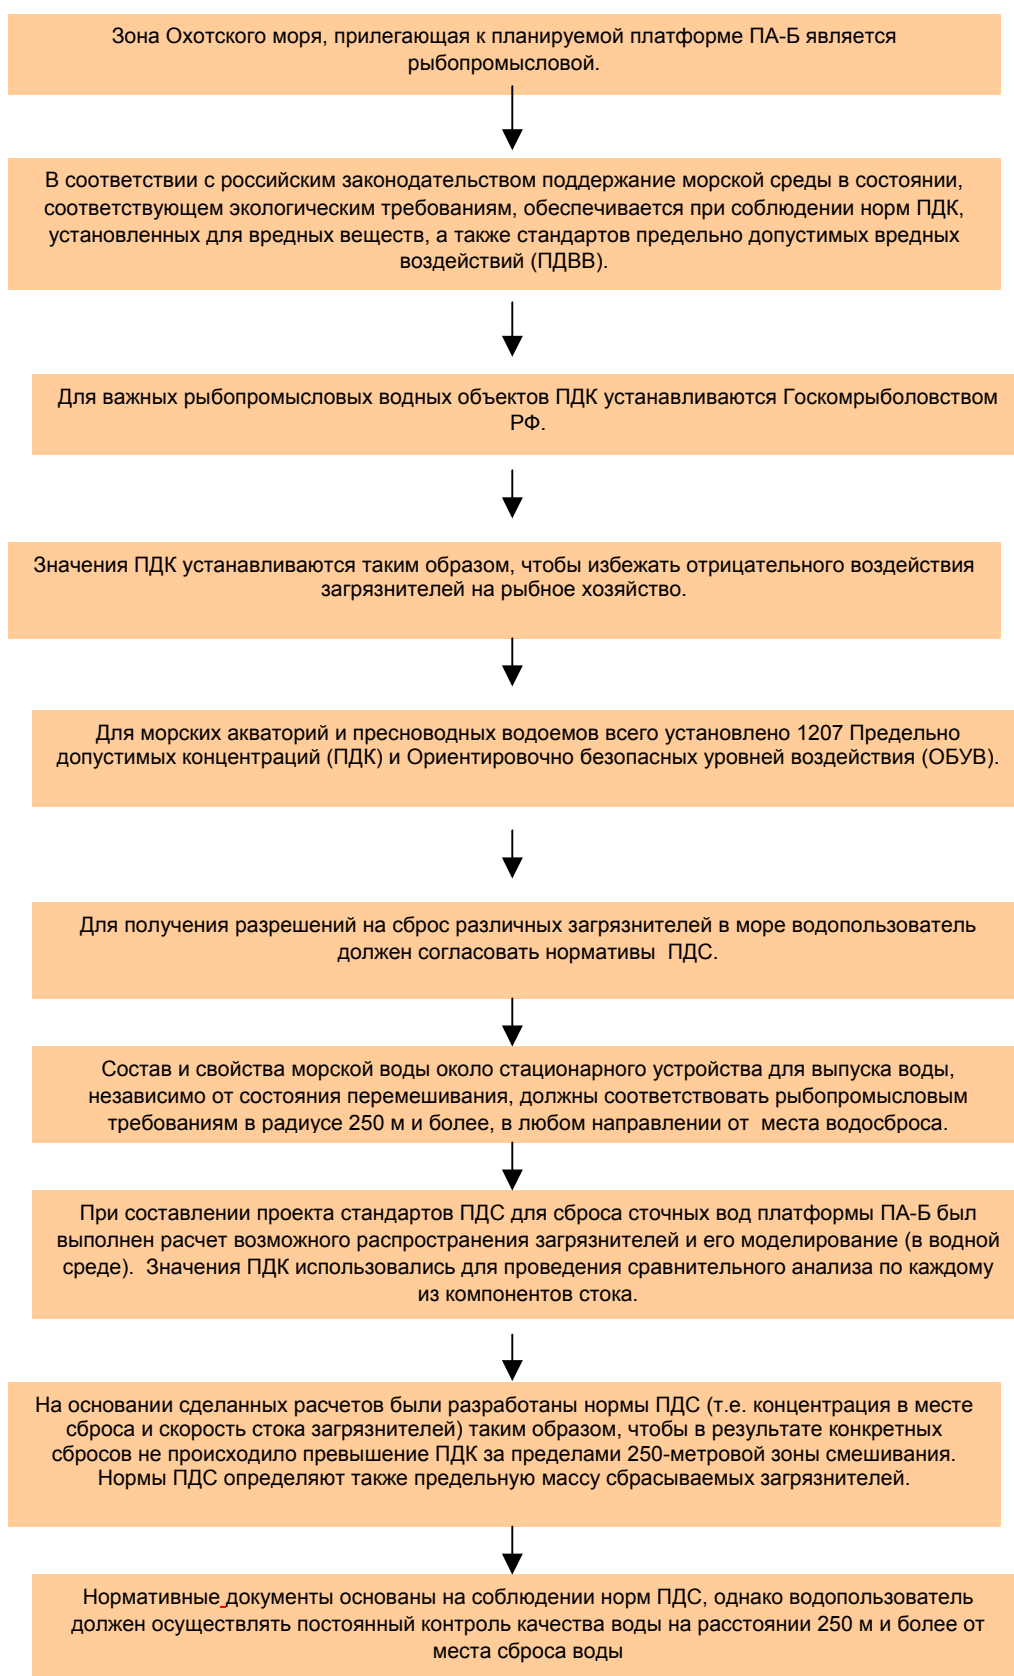 Зона Охотского моря, прилегающая к планируемой платформе ПА-Б является
рыбопромысловой.
В соответствии с российским законодательством поддержание морской среды в состоянии,
соответствующем экологическим требованиям, обеспечивается при соблюдении норм ПДК,
установленных для вредных веществ, а также стандартов предельно допустимых вредных
воздействий (ПДВВ).
Для важных рыбопромысловых водных объектов ПДК устанавливаются Госкомрыболовством
РФ.
Значения ПДК устанавливаются таким образом, чтобы избежать отрицательного воздействия
загрязнителей на рыбное хозяйство.
Для морских акваторий и пресноводных водоемов всего установлено 1207 Предельно
допустимых концентраций (ПДК) и Ориентировочно безопасных уровней воздействия (ОБУВ).
Для получения разрешений на сброс различных загрязнителей в море водопользователь
должен согласовать нормативы ПДС.
Состав и свойства морской воды около стационарного устройства для выпуска воды,
независимо от состояния перемешивания, должны соответствовать рыбопромысловым
требованиям в радиусе 250 м и более, в любом направлении от места водосброса.
При составлении проекта стандартов ПДС для сброса сточных вод платформы ПА-Б был
выполнен расчет возможного распространения загрязнителей и его моделирование (в водной
среде). Значения ПДК использовались для проведения сравнительного анализа по каждому
из компонентов стока.
На основании сделанных расчетов были разработаны нормы ПДС (т.е. концентрация в месте
сброса и скорость стока загрязнителей) таким образом, чтобы в результате конкретных
сбросов не происходило превышение ПДК за пределами 250-метровой зоны смешивания.
Нормы ПДС определяют также предельную массу сбрасываемых загрязнителей.
Нормативные документы основаны на соблюдении норм ПДС, однако водопользователь
должен осуществлять постоянный контроль качества воды на расстоянии 250 м и более от
места сброса воды